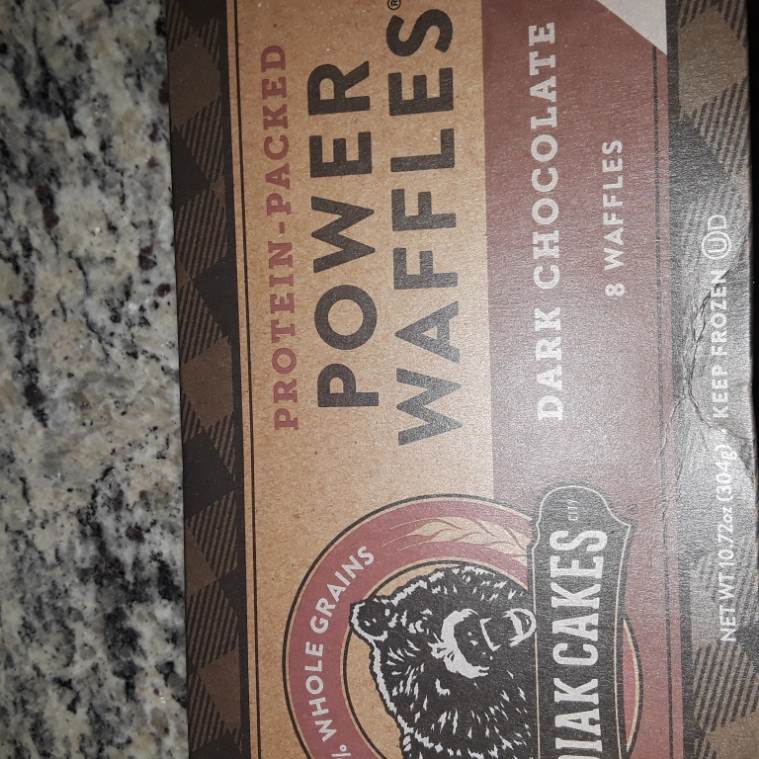 PROTEIN-PACKED
POWER
WAFFLES®
DARK CHOCOLATE
8 WAFFLES
% WHOLE GRAINS
DIAK CAKES
CITY
NET WT 10.72oz (304g) • KEEP FROZEN Ⓤ D